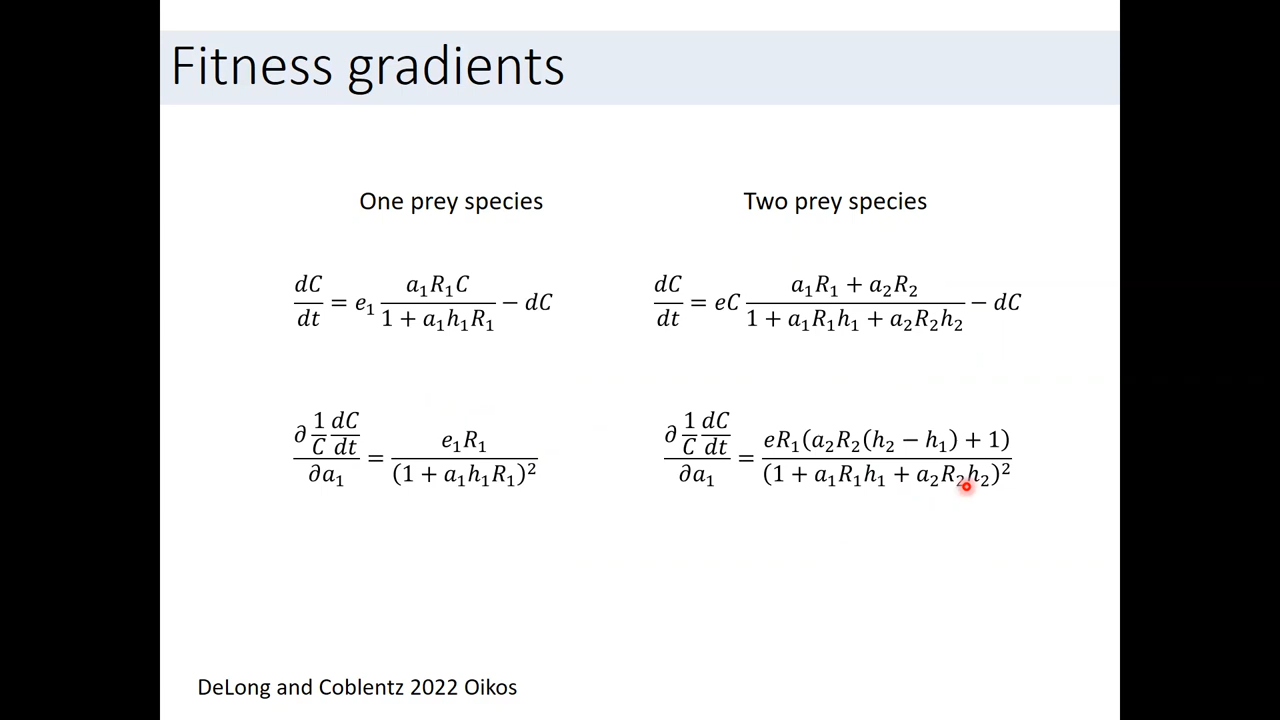 Fitness gradients
One prey species
Two prey species
dC/dt = e₁ a₁R₁C / (1 + a₁h₁R₁) − dC
dC/dt = eC (a₁R₁ + a₂R₂) / (1 + a₁R₁h₁ + a₂R₂h₂) − dC
∂ (1/C) (dC/dt) / ∂a₁ = e₁R₁ / (1 + a₁h₁R₁)²
∂ (1/C) (dC/dt) / ∂a₁ = eR₁(a₂R₂(h₂ − h₁) + 1) / (1 + a₁R₁h₁ + a₂R₂h₂)²
DeLong and Coblentz 2022 Oikos